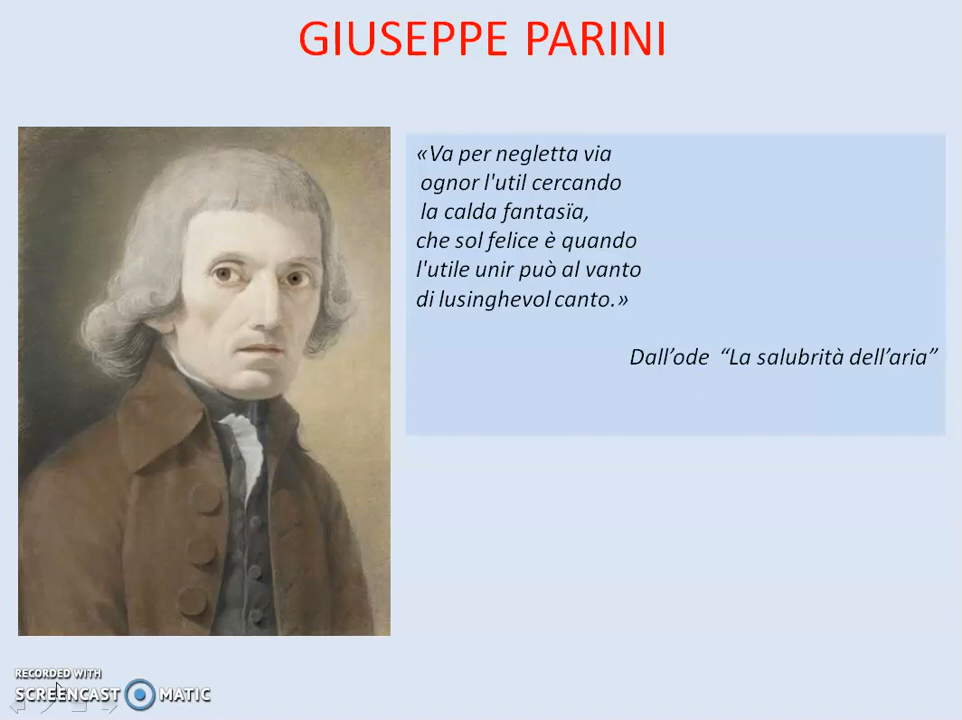 GIUSEPPE PARINI
«Va per negletta via
ognor l'util cercando
la calda fantasïa,
che sol felice è quando
l'utile unir può al vanto
di lusinghevol canto.»
Dall’ode “La salubrità dell’aria”
RECORDED WITH
SCREENCAST MATIC